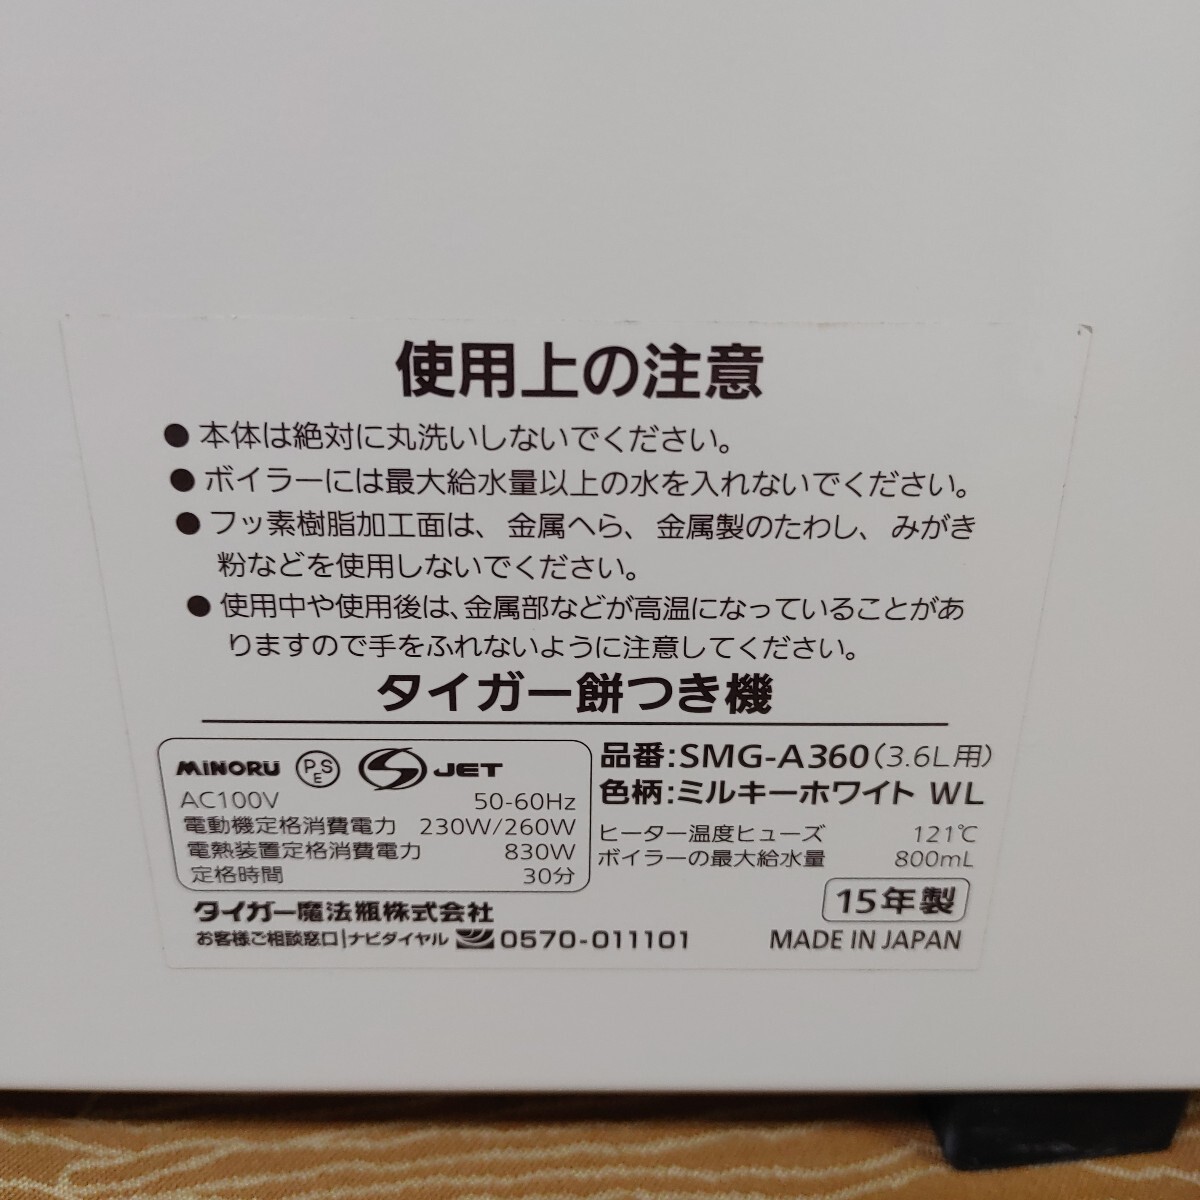 使用上の注意
● 本体は絶対に丸洗いしないでください。
● ボイラーには最大給水量以上の水を入れないでください。
● フッ素樹脂加工面は、金属へら、金属製のたわし、みがき
粉などを使用しないでください。
● 使用中や使用後は、金属部などが高温になっていることがあ
りますので手をふれないように注意してください。
タイガー餅つき機
MINORU PSE S JET
AC100V 50-60Hz
電動機定格消費電力 230W/260W
電熱装置定格消費電力 830W
定格時間 30分
品番:SMG-A360(3.6L用)
色柄:ミルキーホワイト WL
ヒーター温度ヒューズ 121℃
ボイラーの最大給水量 800mL
15年製
タイガー魔法瓶株式会社
お客様ご相談窓口|ナビダイヤル 0570-011101
MADE IN JAPAN